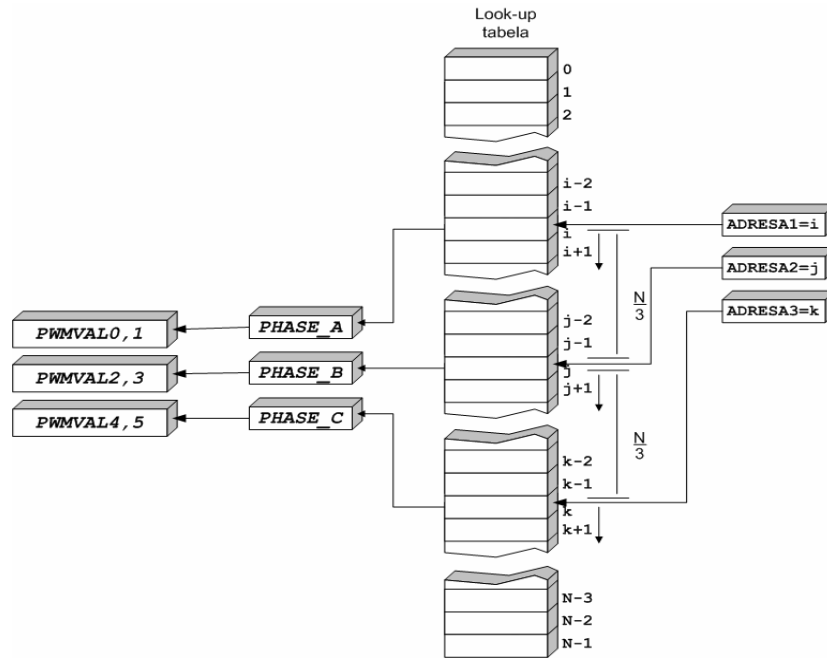 Look-up
tabela
0
1
2
i-2
i-1
i
i+1
ADRESA1=i
ADRESA2=j
ADRESA3=k
N
3
j-2
j-1
j
j+1
PHASE_A
PHASE_B
PHASE_C
PWMVAL0,1
PWMVAL2,3
PWMVAL4,5
N
3
k-2
k-1
k
k+1
N-3
N-2
N-1